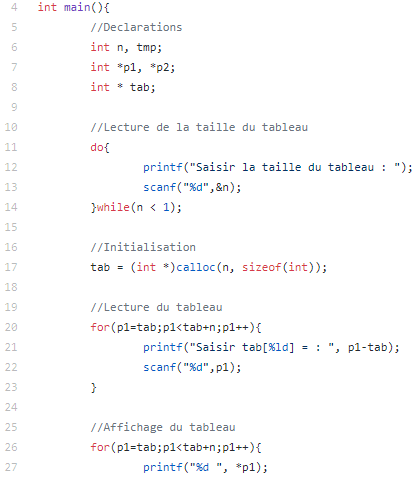 4 int main(){
5 //Declarations
6 int n, tmp;
7 int *p1, *p2;
8 int * tab;
9
10 //Lecture de la taille du tableau
11 do{
12 printf("Saisir la taille du tableau : ");
13 scanf("%d",&n);
14 }while(n < 1);
15
16 //Initialisation
17 tab = (int *)calloc(n, sizeof(int));
18
19 //Lecture du tableau
20 for(p1=tab;p1<tab+n;p1++){
21 printf("Saisir tab[%ld] = : ", p1-tab);
22 scanf("%d",p1);
23 }
24
25 //Affichage du tableau
26 for(p1=tab;p1<tab+n;p1++){
27 printf("%d ", *p1);